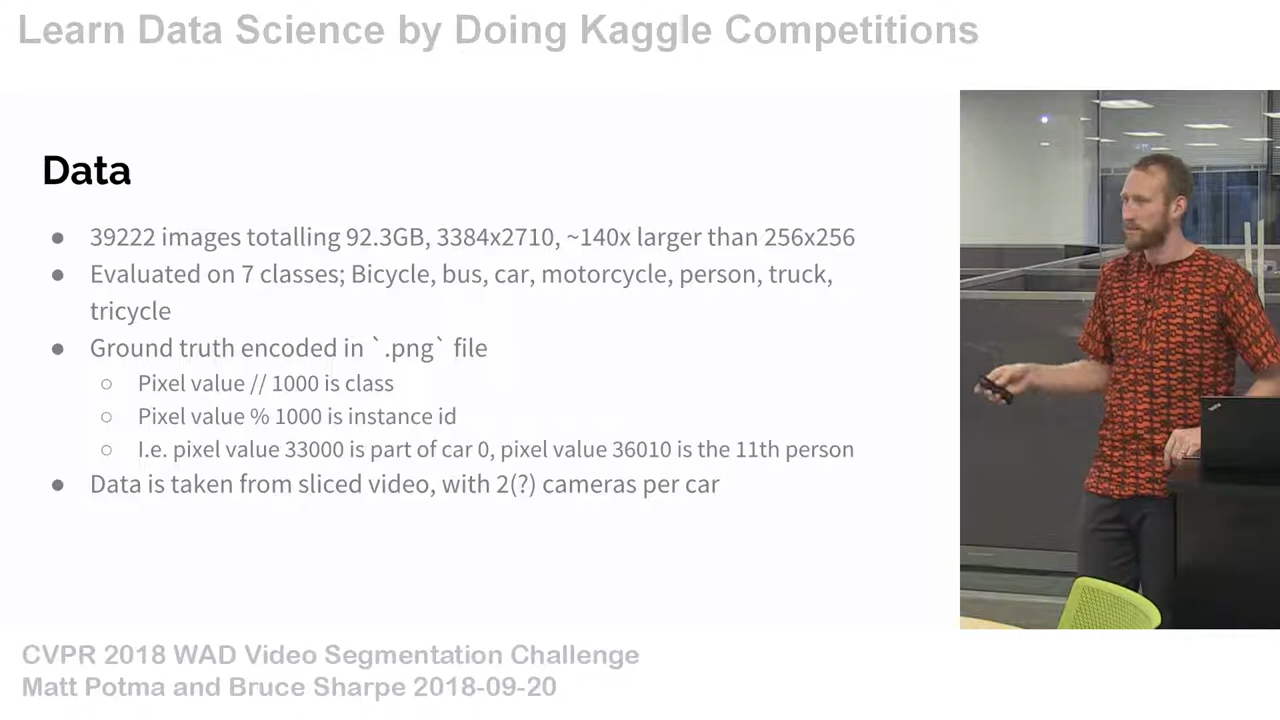 Learn Data Science by Doing Kaggle Competitions
Data
● 39222 images totalling 92.3GB, 3384x2710, ~140x larger than 256x256
● Evaluated on 7 classes; Bicycle, bus, car, motorcycle, person, truck,
tricycle
● Ground truth encoded in `.png` file
○ Pixel value // 1000 is class
○ Pixel value % 1000 is instance id
○ I.e. pixel value 33000 is part of car 0, pixel value 36010 is the 11th person
● Data is taken from sliced video, with 2(?) cameras per car
CVPR 2018 WAD Video Segmentation Challenge
Matt Potma and Bruce Sharpe 2018-09-20